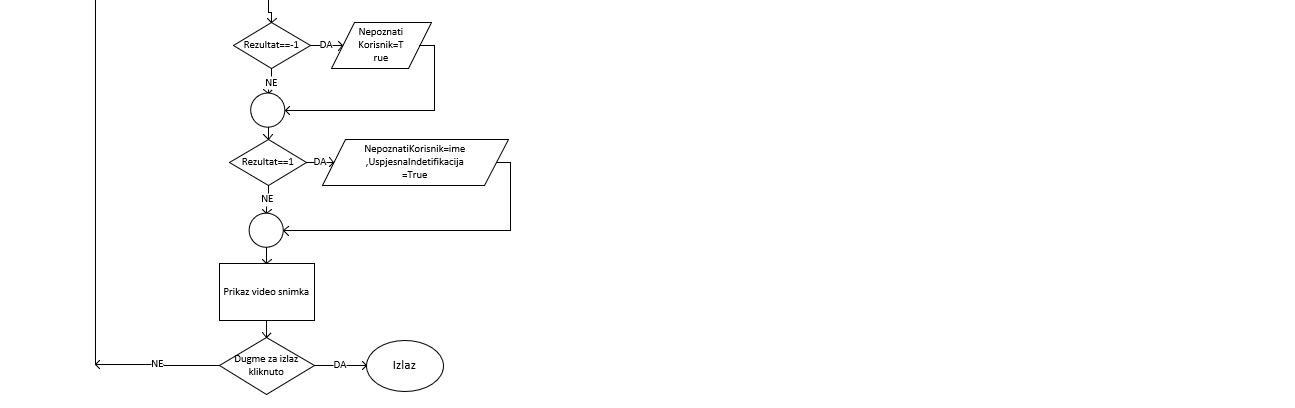 Rezultat==-1
DA
Nepoznati
Korisnik=T
rue
NE
Rezultat==1
DA
NepoznatiKorisnik=ime
,UspjesnaIndetifikacija
=True
NE
Prikaz video snimka
Dugme za izlaz
kliknuto
NE
DA
Izlaz